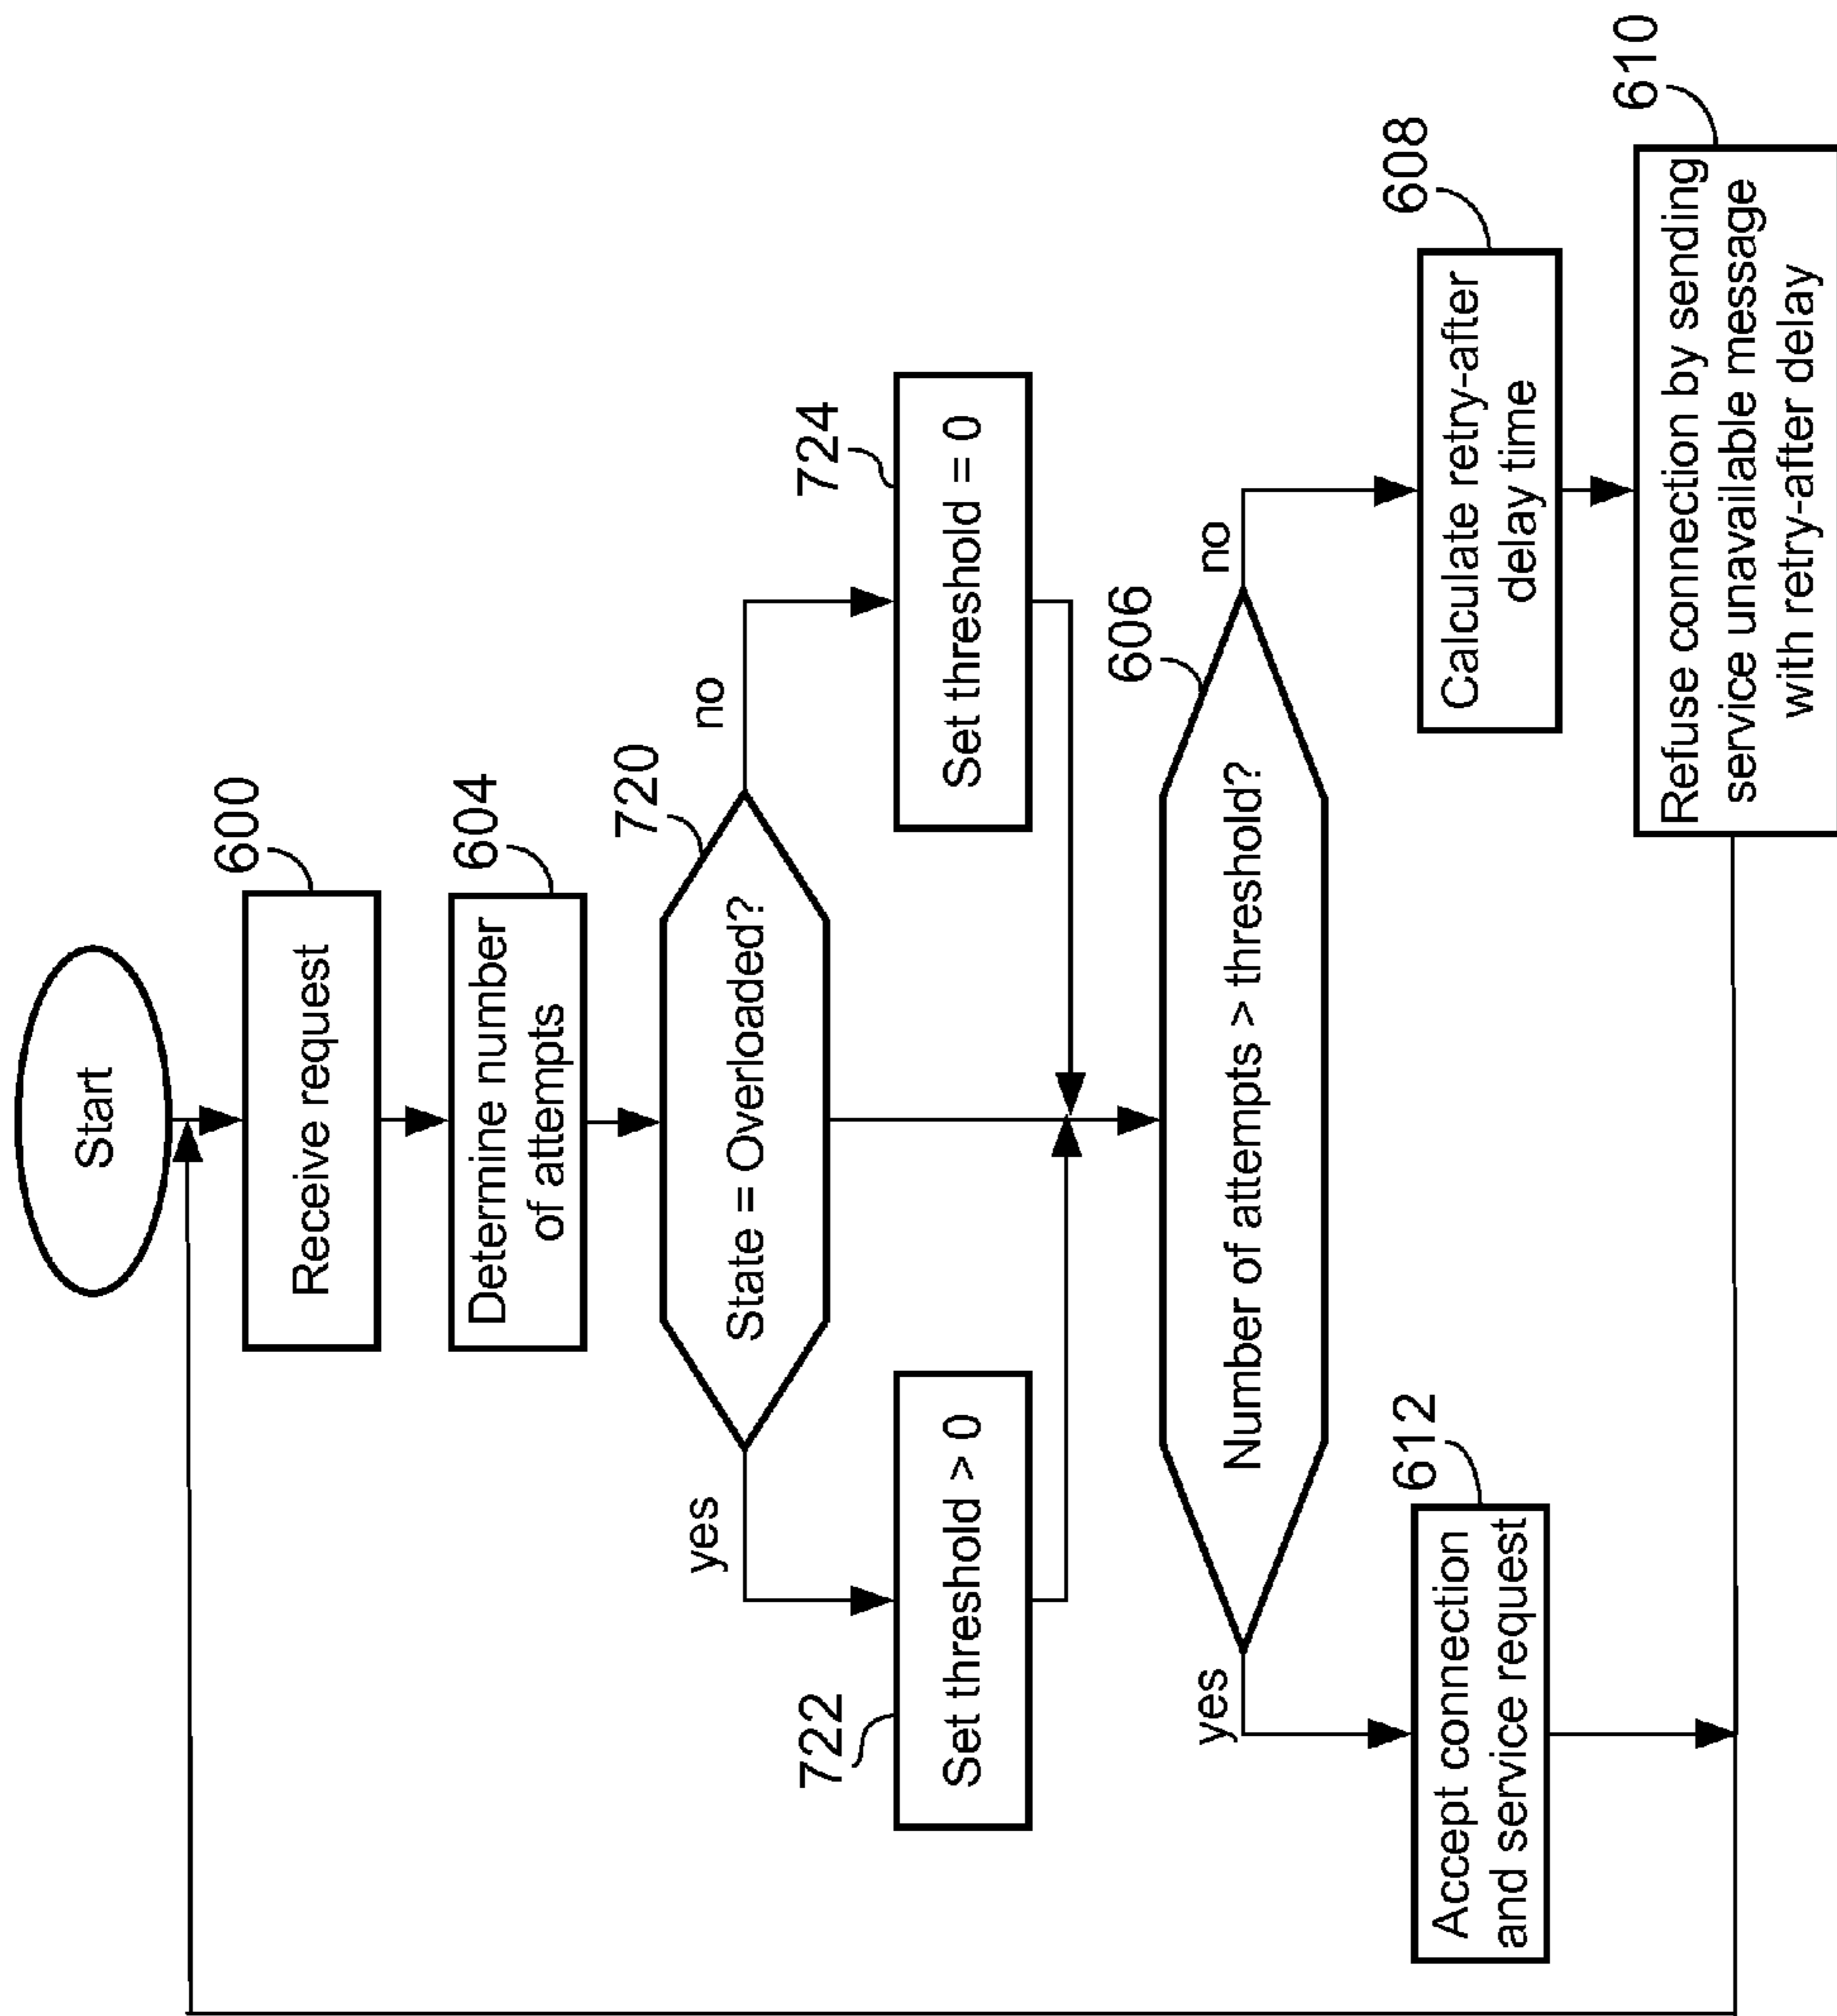 Start
600
Receive request
604
Determine number
of attempts
720
State = Overloaded?
yes
no
722
Set threshold > 0
724
Set threshold = 0
606
Number of attempts > threshold?
yes
no
612
Accept connection
and service request
608
Calculate retry-after
delay time
610
Refuse connection by sending
service unavailable message
with retry-after delay